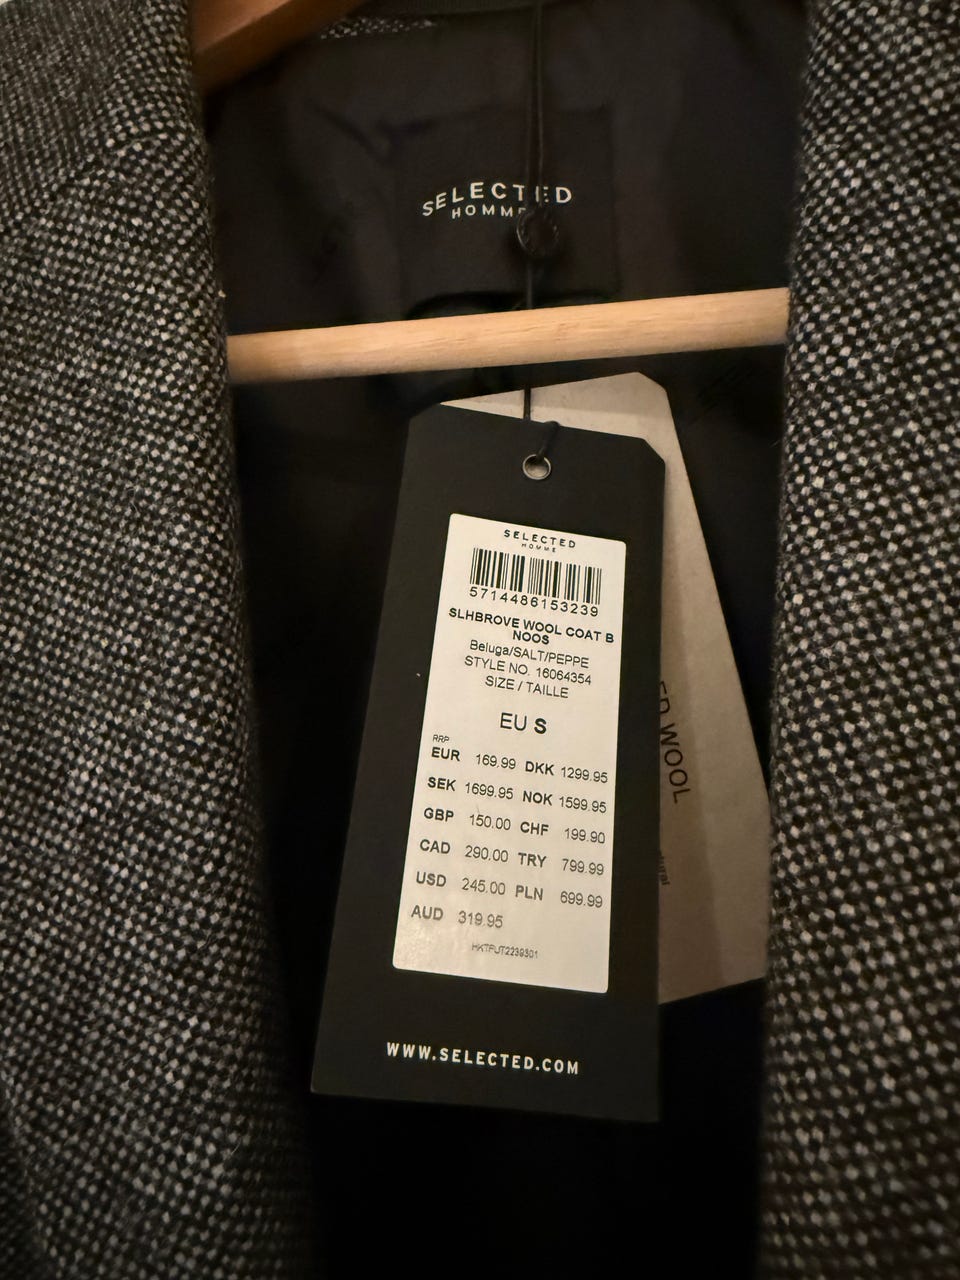 SELECTED
HOMME
SELECTED
HOMME
5714486153239
SLHBROVE WOOL COAT B
NOOS
Beluga/SALT/PEPPE
STYLE NO. 16064354
SIZE / TAILLE
EU S
RRP
EUR 169.99 DKK 1299.95
SEK 1699.95 NOK 1599.95
GBP 150.00 CHF 199.90
CAD 290.00 TRY 799.99
USD 245.00 PLN 699.99
AUD 319.95
HKTFUT2239301
WWW.SELECTED.COM
WOOL